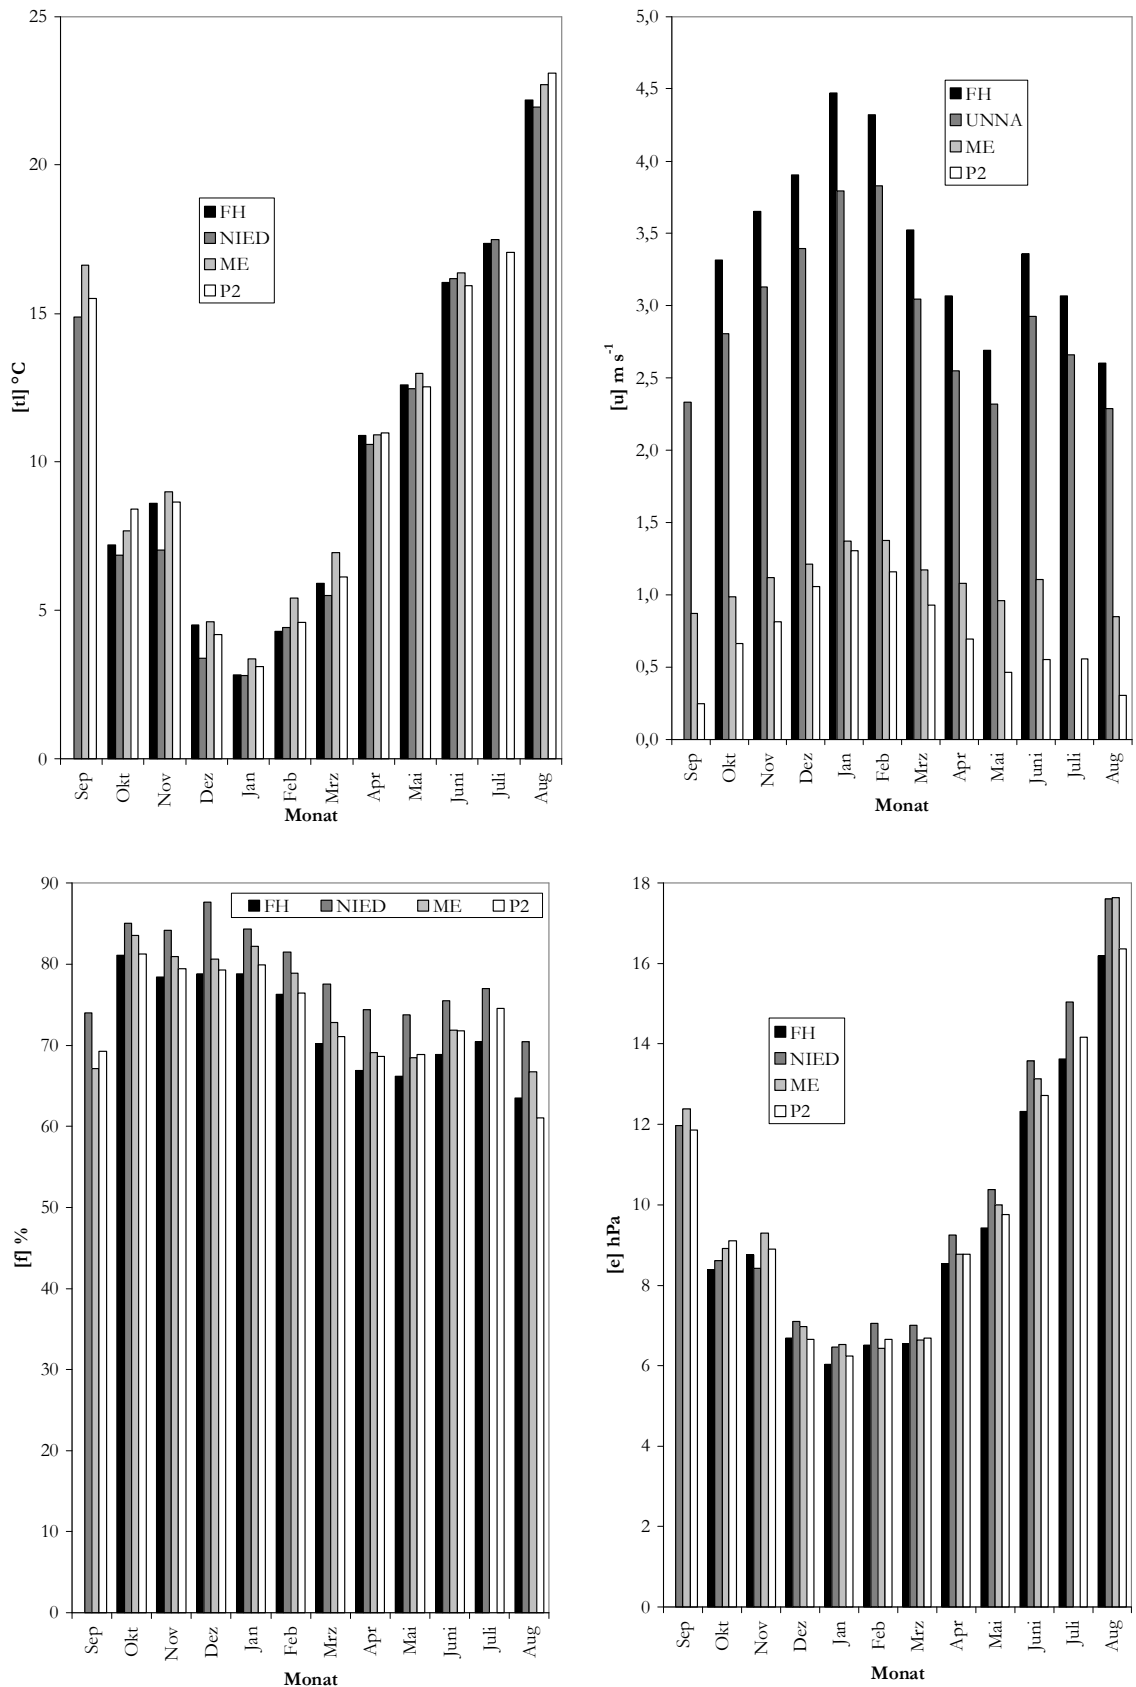 25
20
15
10
5
0
[tl] °C
FH
NIED
ME
P2
Sep
Okt
Nov
Dez
Jan
Feb
Mrz
Apr
Mai
Juni
Juli
Aug
Monat
5,0
4,5
4,0
3,5
3,0
2,5
2,0
1,5
1,0
0,5
0,0
[u] m s⁻¹
FH
UNNA
ME
P2
Sep
Okt
Nov
Dez
Jan
Feb
Mrz
Apr
Mai
Juni
Juli
Aug
Monat
90
80
70
60
50
40
30
20
10
0
[f] %
FH NIED ME P2
Sep
Okt
Nov
Dez
Jan
Feb
Mrz
Apr
Mai
Juni
Juli
Aug
Monat
18
16
14
12
10
8
6
4
2
0
[e] hPa
FH
NIED
ME
P2
Sep
Okt
Nov
Dez
Jan
Feb
Mrz
Apr
Mai
Juni
Juli
Aug
Monat